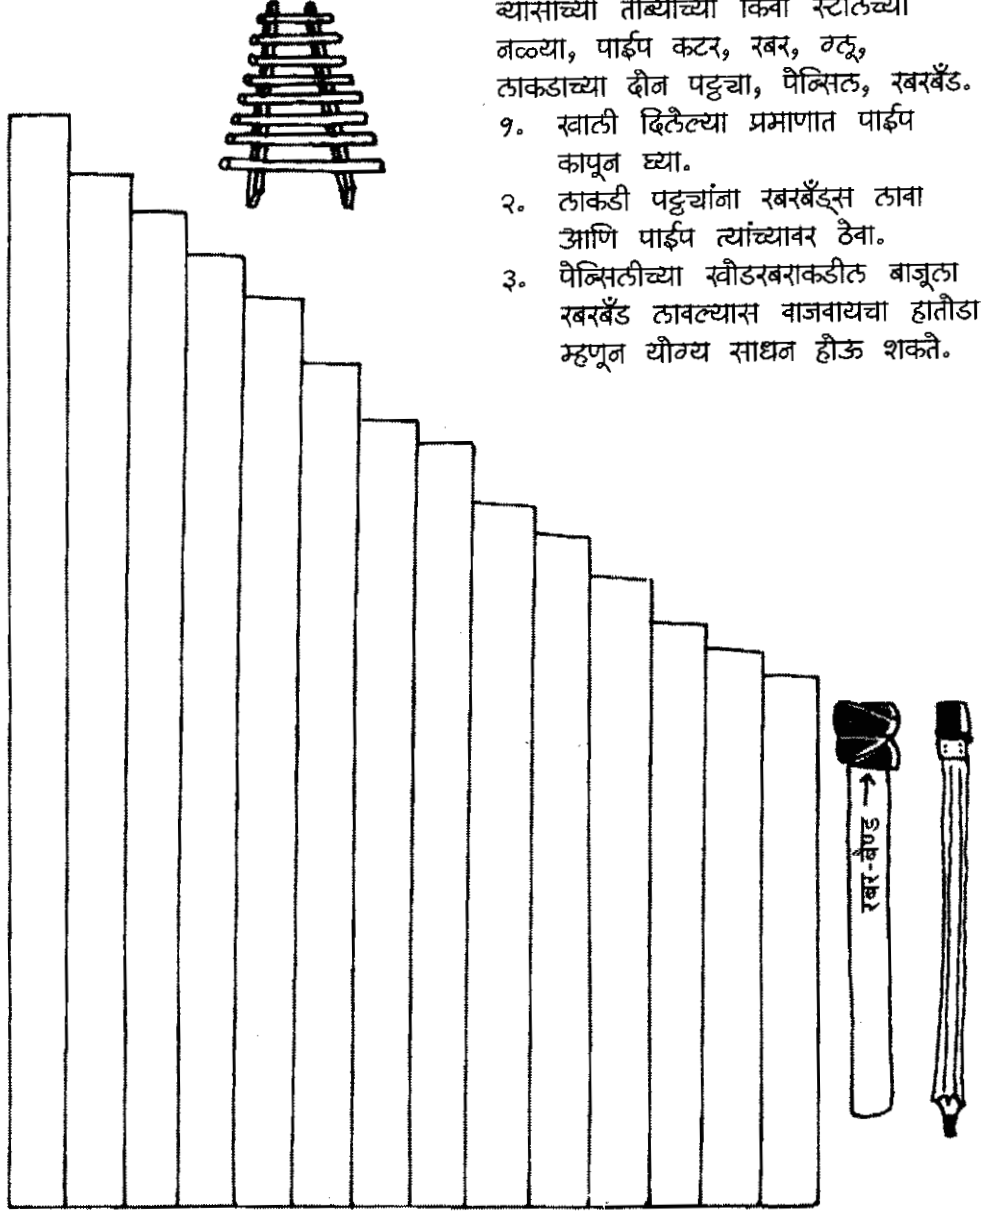 व्यासाच्या तांब्याच्या किंवा स्टीलच्या
नळ्या, पाईप कटर, रबर, ग्लू,
लाकडाच्या दोन पट्ट्या, पेन्सिल, रबरबँड.
१. खाली दिलेल्या प्रमाणात पाईप
कापून घ्या.
२. लाकडी पट्ट्यांना रबरबँड्स लावा
आणि पाईप त्यांच्यावर ठेवा.
३. पेन्सिलीच्या खोडरबराकडील बाजूला
रबरबँड लावल्यास वाजवायचा हातोडा
म्हणून योग्य साधन होऊ शकते.
रबर-बैण्ड